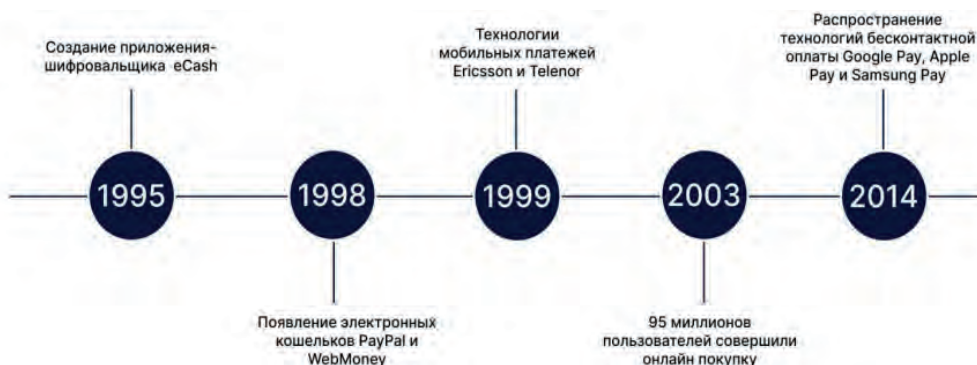 Создание приложения-
шифровальщика eCash
Технологии
мобильных платежей
Ericsson и Telenor
Распространение
технологий бесконтактной
оплаты Google Pay, Apple
Pay и Samsung Pay
1995
1998
1999
2003
2014
Появление электронных
кошельков PayPal и
WebMoney
95 миллионов
пользователей совершили
онлайн покупку